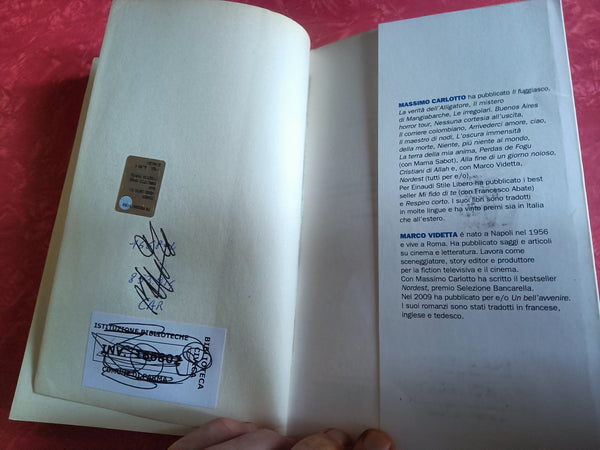 ISTITUZIONE BIBLIOTECHE
INV.
COMUNE DI
BIBLIOTECA
CIVICA
CAR
MASSIMO CARLOTTO ha pubblicato Il fuggiasco,
La verità dell'Alligatore, Il mistero
di Mangiabarche, Le irregolari. Buenos Aires
horror tour, Nessuna cortesia all'uscita,
Il corriere colombiano, Arrivederci amore, ciao,
Il maestro di nodi, L'oscura immensità
della morte, Niente, più niente al mondo,
La terra della mia anima, Perdas de Fogu
(con Mama Sabot), Alla fine di un giorno noioso,
Cristiani di Allah e, con Marco Videtta,
Nordest (tutti per e/o).
Per Einaudi Stile Libero ha pubblicato i best
seller Mi fido di te (con Francesco Abate)
e Respiro corto. I suoi libri sono tradotti
in molte lingue e ha vinto premi sia in Italia
che all'estero.
MARCO VIDETTA è nato a Napoli nel 1956
e vive a Roma. Ha pubblicato saggi e articoli
su cinema e letteratura. Lavora come
sceneggiatore, story editor e produttore
per la fiction televisiva e il cinema.
Con Massimo Carlotto ha scritto il bestseller
Nordest, premio Selezione Bancarella.
Nel 2009 ha pubblicato per e/o Un bell'avvenire.
I suoi romanzi sono stati tradotti in francese,
inglese e tedesco.